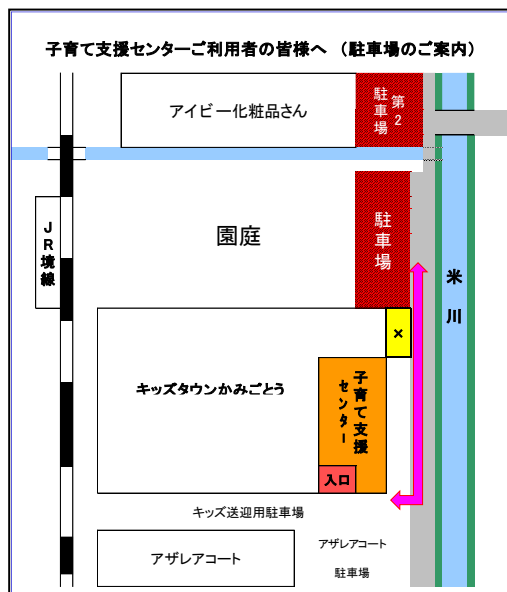 子育て支援センターご利用者の皆様へ （駐車場のご案内）
アイビー化粧品さん
第2
駐車場
JR境線
園庭
駐車場
米川
×
キッズタウンかみごとう
子育て支援
センター
入口
キッズ送迎用駐車場
アザレアコート
アザレアコート
駐車場